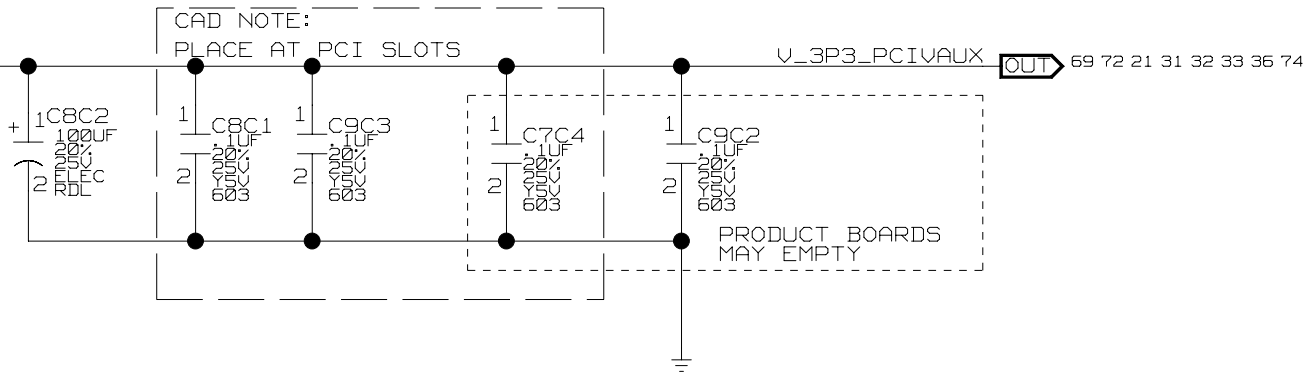 CAD NOTE:
PLACE AT PCI SLOTS
V_3P3_PCIVAUX
OUT
69 72 21 31 32 33 36 74
+
1
C8C2
100UF
20%
25V
ELEC
RDL
2
1
C8C1
.1UF
20%
25V
Y5V
603
2
1
C9C3
.1UF
20%
25V
Y5V
603
2
1
C7C4
.1UF
20%
25V
Y5V
603
2
1
C9C2
.1UF
20%
25V
Y5V
603
2
PRODUCT BOARDS
MAY EMPTY